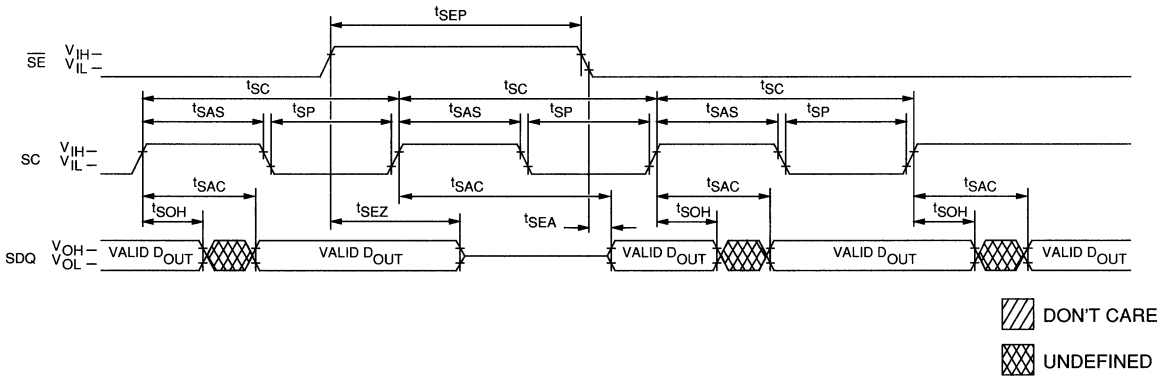 tSEP
SE VIH
VIL
tSC tSC tSC
tSAS tSP tSAS tSP tSAS tSP
SC VIH
VIL
tSAC tSAC tSAC tSAC
tSOH tSEZ tSEA tSOH tSOH
SDQ VOH
VOL
VALID DOUT VALID DOUT VALID DOUT VALID DOUT VALID DOUT
DON'T CARE
UNDEFINED